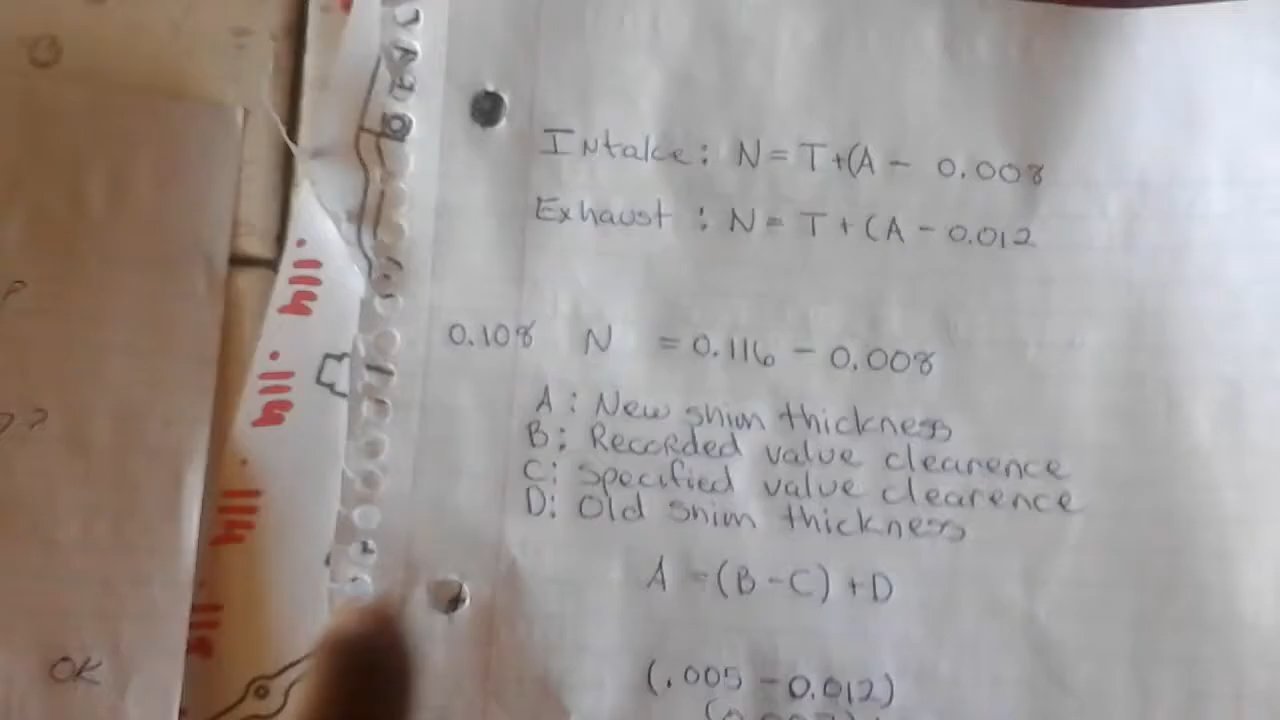 Intake: N = T+(A - 0.008
Exhaust : N = T + (A - 0.012
0.108 N = 0.116 - 0.008
A : New shim thickness
B: Recorded value clearence
C: Specified value clearence
D: Old shim thickness
A = (B-C) +D
(.005 - 0.012)
.114
.114
.114
OK